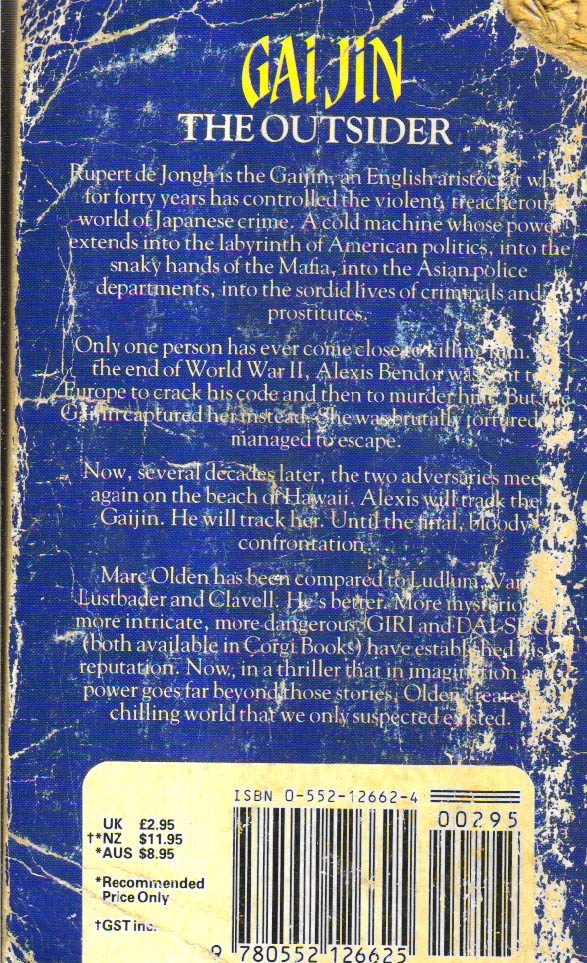 GAIJIN
THE OUTSIDER
Rupert de Jongh is the Gaijin, an English aristocrat
for forty years has controlled the violent, treacherous
world of Japanese crime. A cold machine whose power
extends into the labyrinth of American politics, into the
snaky hands of the Mafia, into the Asian police
departments, into the sordid lives of criminals and
prostitutes.
Only one person has ever come close to killing him.
the end of World War II, Alexis Bendor was sent to
Europe to crack his code and then to murder him. But the
Gaijin captured her instead. She was brutally tortured
managed to escape.
Now, several decades later, the two adversaries meet
again on the beach of Hawaii. Alexis will track the
Gaijin. He will track her. Until the final, bloody
confrontation
Marc Olden has been compared to Ludlum, Van
Lustbader and Clavell. He's better. More mysterious,
more intricate, more dangerous. GIRI and DAI-SHO
(both available in Corgi Books) have established his
reputation. Now, in a thriller that in imagination and
power goes far beyond those stories, Olden creates
chilling world that we only suspected existed.
ISBN 0-552-12662-4
00295
UK £2.95
†*NZ $11.95
*AUS $8.95
*Recommended
Price Only
†GST inc.
9 780552 126625